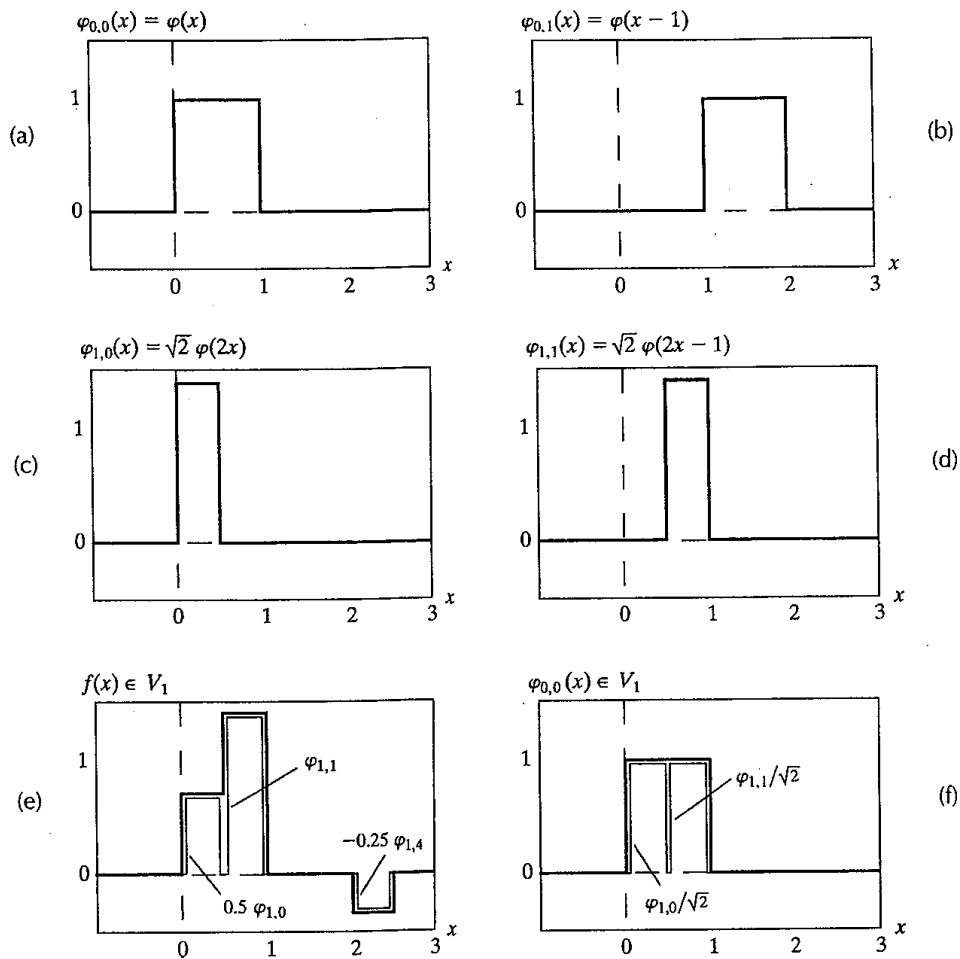 φ₀,₀(x) = φ(x)
1
(a)
0
0 1 2 3 x
φ₀,₁(x) = φ(x − 1)
1
(b)
0
0 1 2 3 x
φ₁,₀(x) = √2 φ(2x)
1
(c)
0
0 1 2 3 x
φ₁,₁(x) = √2 φ(2x − 1)
1
(d)
0
0 1 2 3 x
f(x) ∈ V₁
1
φ₁,₁
(e)
−0.25 φ₁,₄
0
0.5 φ₁,₀
0 1 2 3 x
φ₀,₀(x) ∈ V₁
1
φ₁,₁/√2
(f)
0
φ₁,₀/√2
0 1 2 3 x